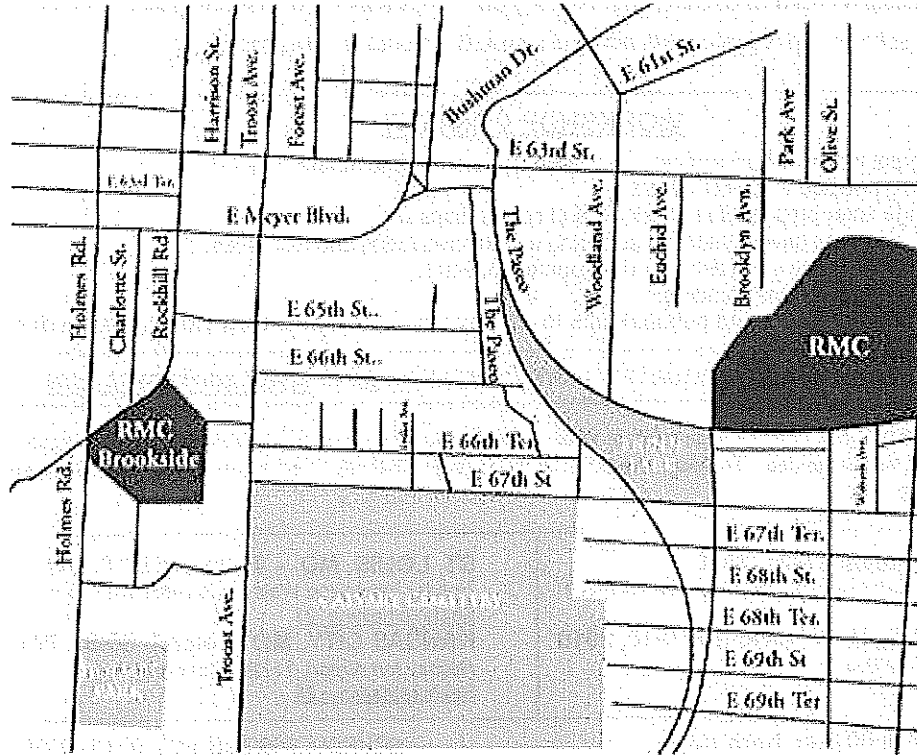 Harrison St.
Troost Ave.
Forest Ave.
Bushman Dr.
E 61st St.
Park Ave
Olive St.
E 63rd St.
E 63rd Ter.
E Meyer Blvd.
Holmes Rd.
Charlotte St.
Rockhill Rd
The Paseo
Woodland Ave.
Euclid Ave.
Brooklyn Avn.
E 65th St..
The Paseo
RMC
E 66th St..
RMC
Brookside
E 66th Ter.
E 67th St
Holmes Rd.
Troost Ave.
E 67th Ter.
E 68th St.
E 68th Ter.
E 69th St
E 69th Ter